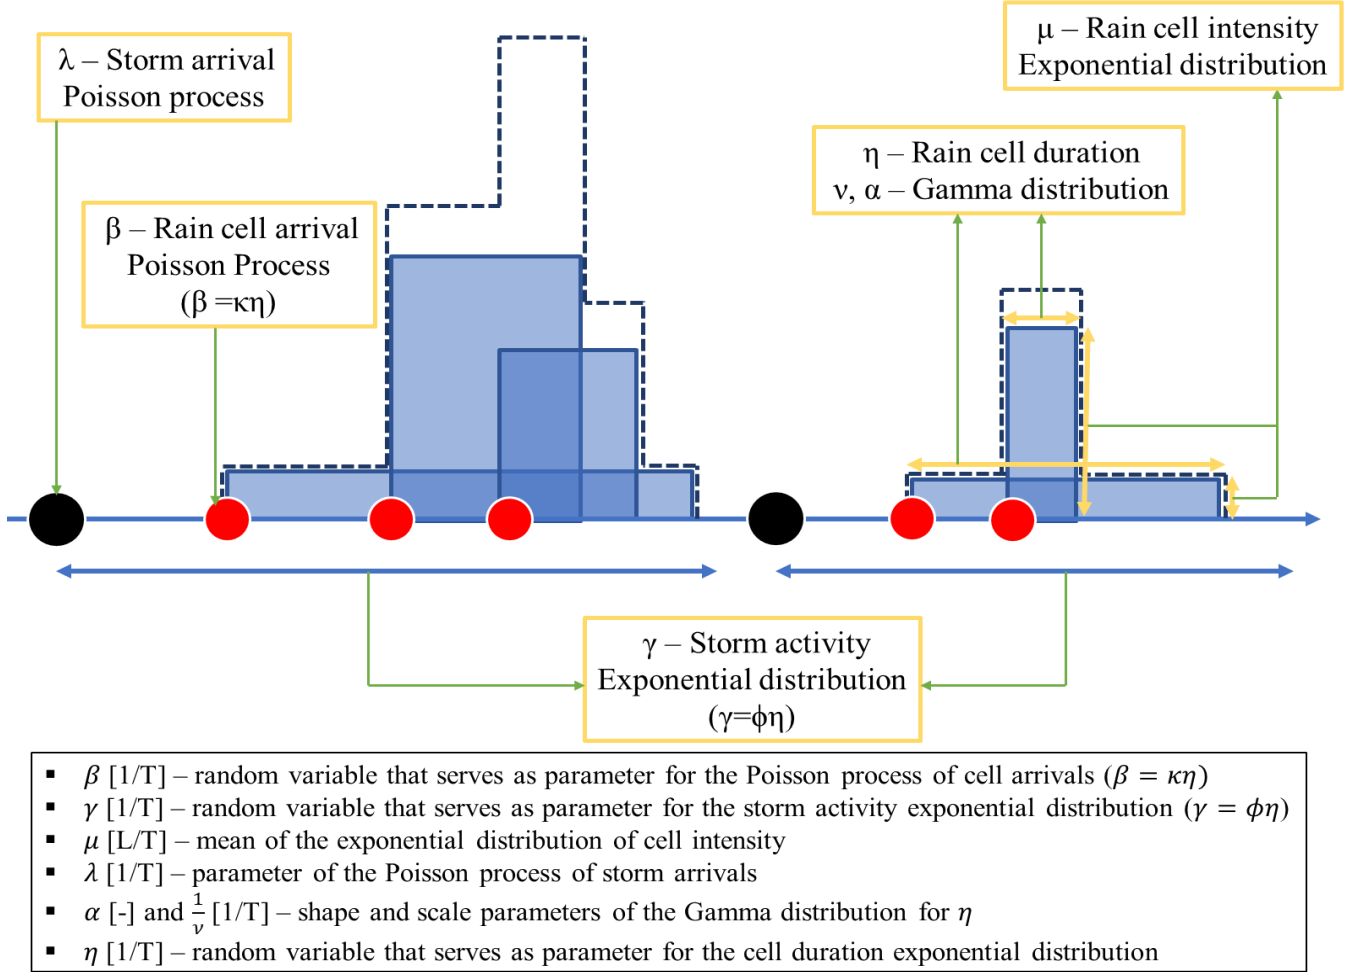 λ – Storm arrival
Poisson process
μ – Rain cell intensity
Exponential distribution
η – Rain cell duration
ν, α – Gamma distribution
β – Rain cell arrival
Poisson Process
(β =κη)
γ – Storm activity
Exponential distribution
(γ=ϕη)
▪ β [1/T] – random variable that serves as parameter for the Poisson process of cell arrivals (β = κη)
▪ γ [1/T] – random variable that serves as parameter for the storm activity exponential distribution (γ = ϕη)
▪ μ [L/T] – mean of the exponential distribution of cell intensity
▪ λ [1/T] – parameter of the Poisson process of storm arrivals
▪ α [-] and 1/ν [1/T] – shape and scale parameters of the Gamma distribution for η
▪ η [1/T] – random variable that serves as parameter for the cell duration exponential distribution